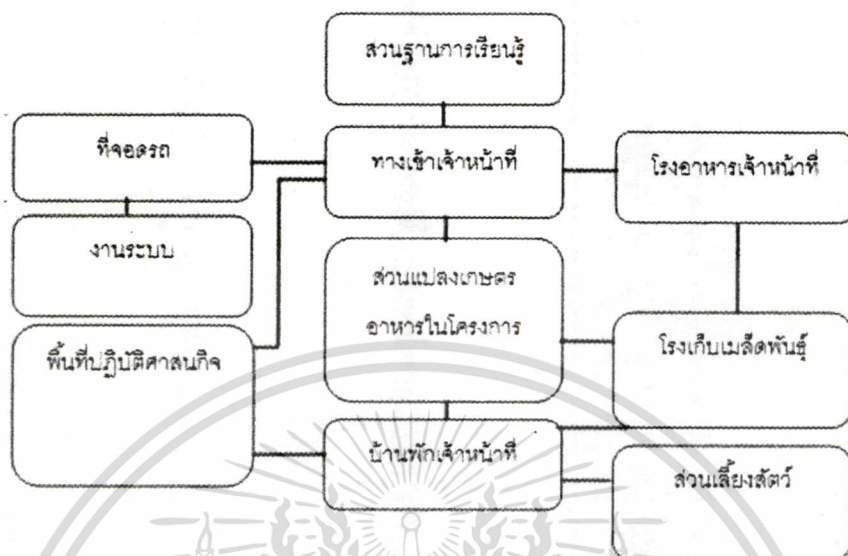 ส่วนฐานการเรียนรู้
ที่จอดรถ
ทางเข้าเจ้าหน้าที่
โรงอาหารเจ้าหน้าที่
งานระบบ
ส่วนแปลงเกษตร
อาหารในโครงการ
พื้นที่ปฏิบัติศาสนกิจ
โรงเก็บเมล็ดพันธุ์
บ้านพักเจ้าหน้าที่
ส่วนเลี้ยงสัตว์